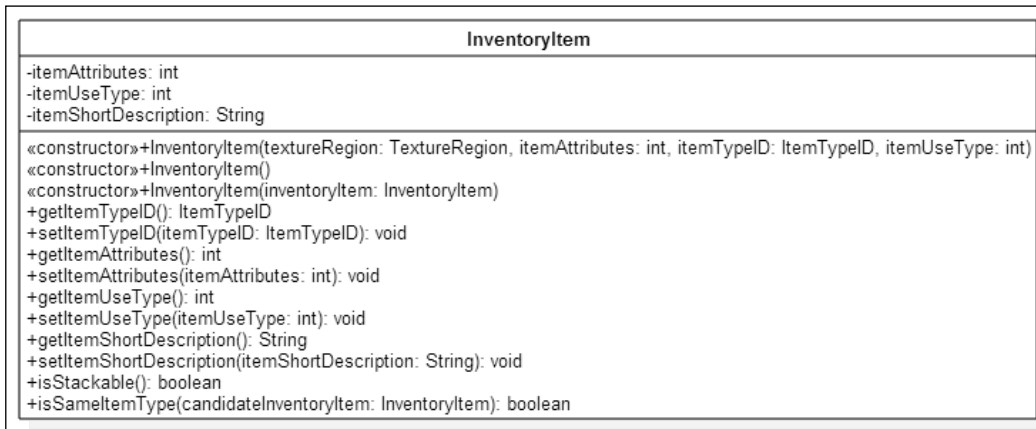 InventoryItem
-itemAttributes: int
-itemUseType: int
-itemShortDescription: String
«constructor»+InventoryItem(textureRegion: TextureRegion, itemAttributes: int, itemTypeID: ItemTypeID, itemUseType: int)
«constructor»+InventoryItem()
«constructor»+InventoryItem(inventoryItem: InventoryItem)
+getItemTypeID(): ItemTypeID
+setItemTypeID(itemTypeID: ItemTypeID): void
+getItemAttributes(): int
+setItemAttributes(itemAttributes: int): void
+getItemUseType(): int
+setItemUseType(itemUseType: int): void
+getItemShortDescription(): String
+setItemShortDescription(itemShortDescription: String): void
+isStackable(): boolean
+isSameItemType(candidateInventoryItem: InventoryItem): boolean